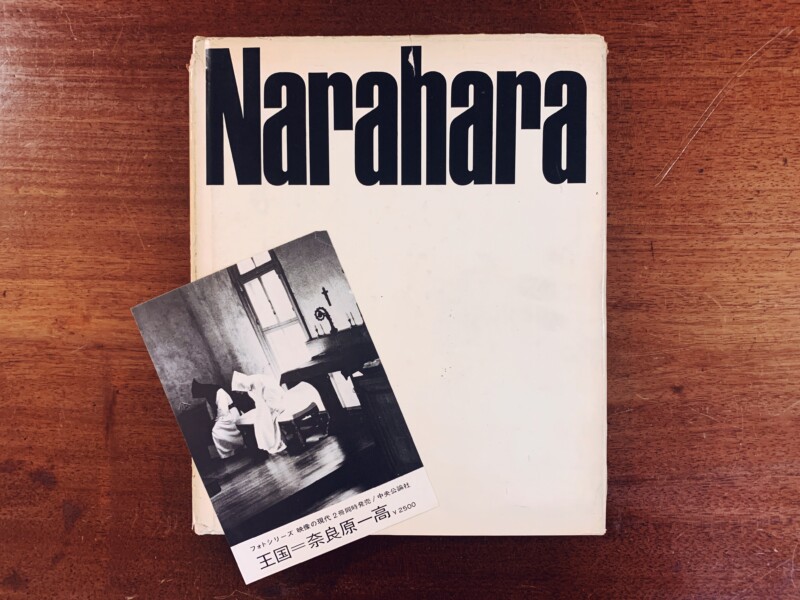 Narahara
フォトシリーズ 映像の現代 2冊同時発売/中央公論社
王国=奈良原一高 ¥2500